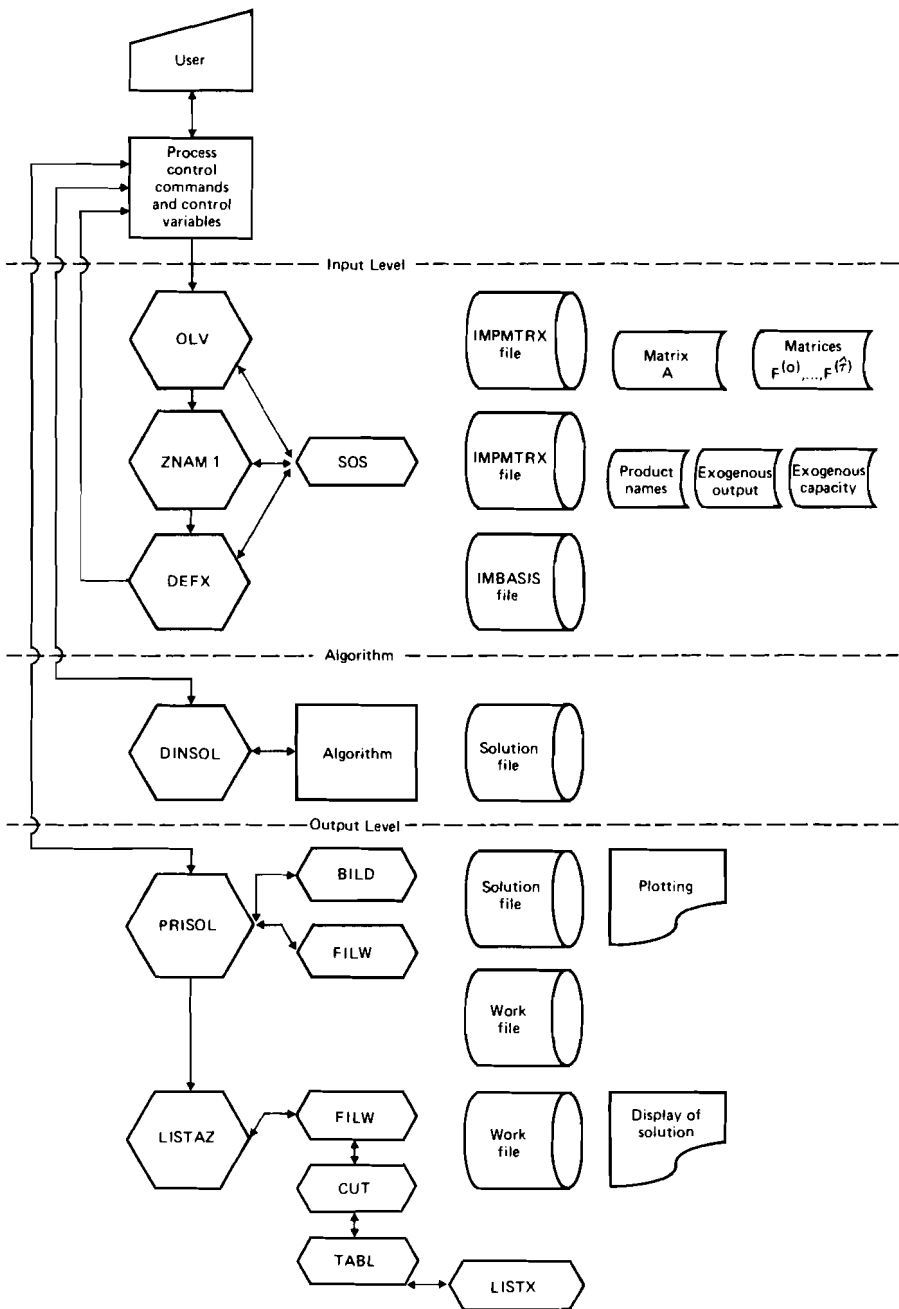 User
Process
control
commands
and control
variables
Input Level
OLV
IMPMTRX
file
Matrix
A
Matrices
F(o),...,F(τ̂)
ZNAM 1
SOS
IMPMTRX
file
Product
names
Exogenous
output
Exogenous
capacity
DEFX
IMBASIS
file
Algorithm
DINSOL
Algorithm
Solution
file
Output Level
PRISOL
BILD
FILW
Solution
file
Plotting
Work
file
LISTAZ
FILW
Work
file
Display of
solution
CUT
TABL
LISTX